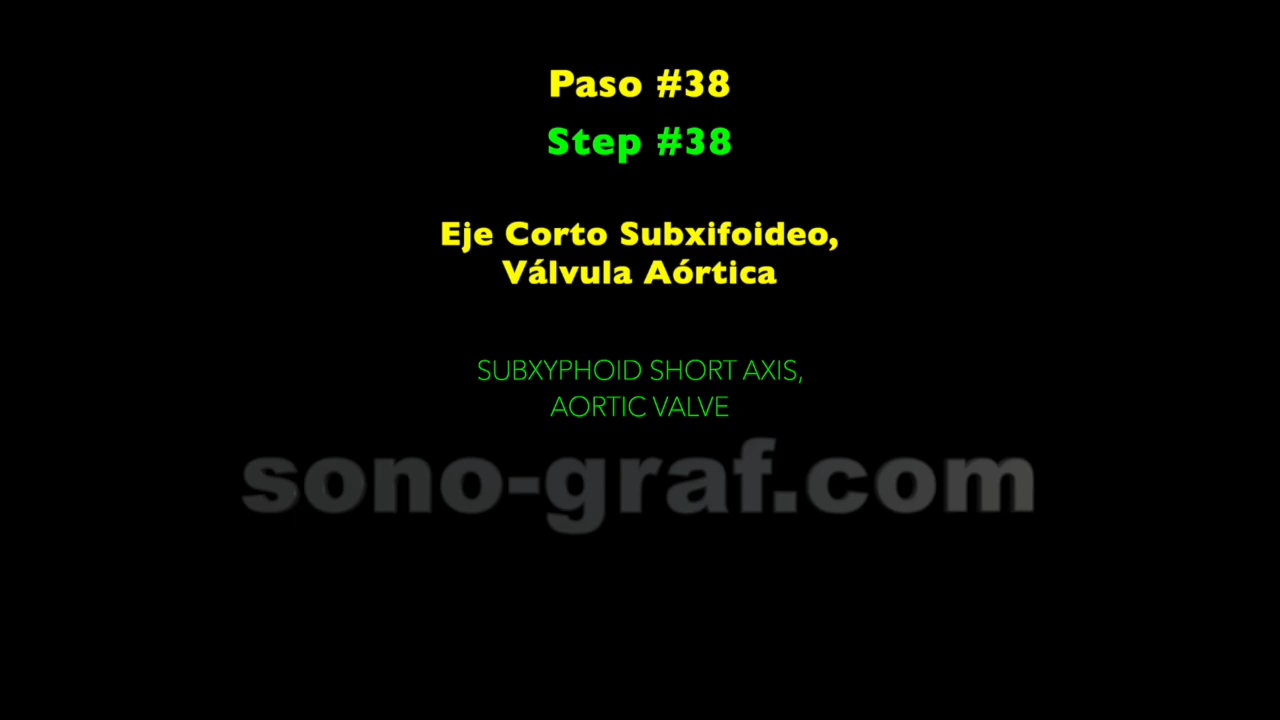 Paso #38
Step #38
Eje Corto Subxifoideo,
Válvula Aórtica
SUBXYPHOID SHORT AXIS,
AORTIC VALVE
sono-graf.com